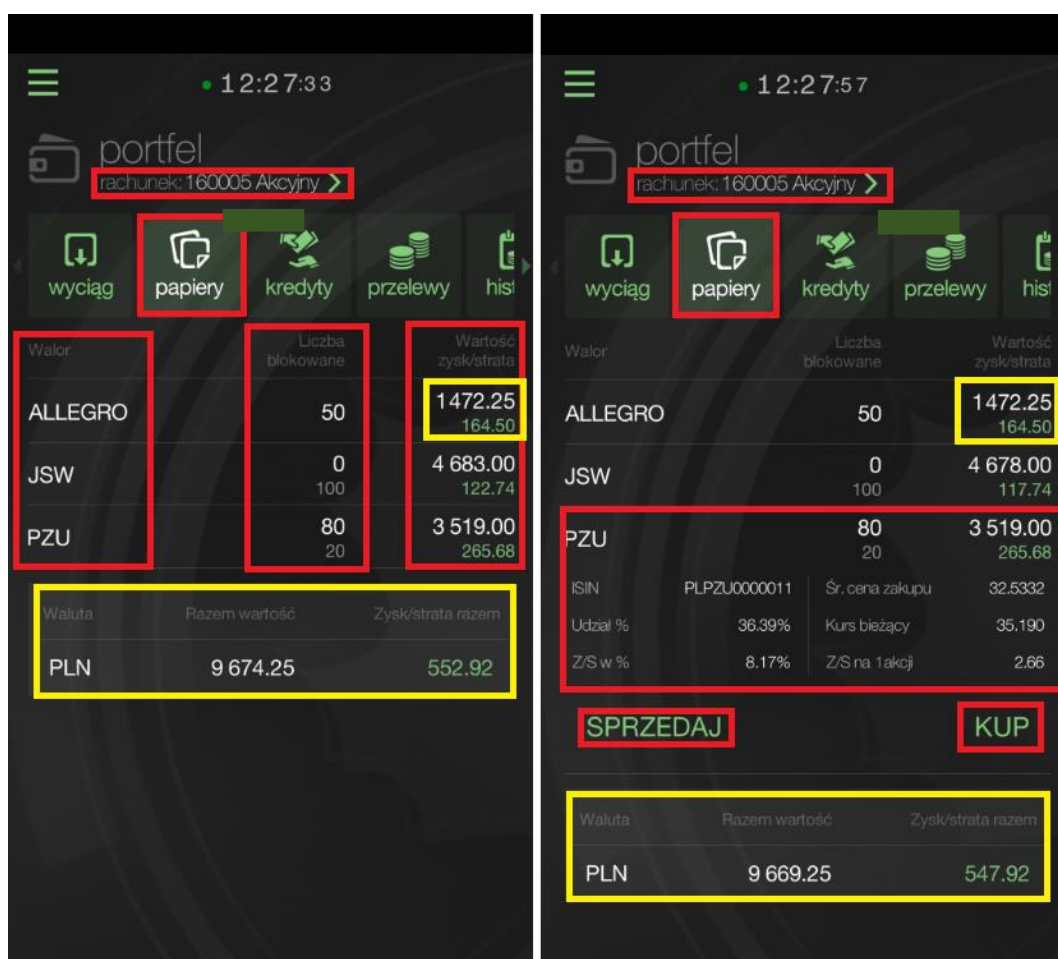 12:27:33
portfel
rachunek: 160005 Akcyjny
wyciąg papiery kredyty przelewy hist
Walor Liczba blokowane Wartość zysk/strata
ALLEGRO 50 1472.25
164.50
JSW 0 4 683.00
100 122.74
PZU 80 3 519.00
20 265.68
Waluta Razem wartość Zysk/strata razem
PLN 9 674.25 552.92
12:27:57
portfel
rachunek: 160005 Akcyjny
wyciąg papiery kredyty przelewy hist
Walor Liczba blokowane Wartość zysk/strata
ALLEGRO 50 1472.25
164.50
JSW 0 4 678.00
100 117.74
PZU 80 3 519.00
20 265.68
ISIN PLPZU0000011 Śr. cena zakupu 32.5332
Udział % 36.39% Kurs bieżący 35.190
Z/S w % 8.17% Z/S na 1 akcji 2.66
SPRZEDAJ KUP
Waluta Razem wartość Zysk/strata razem
PLN 9 669.25 547.92